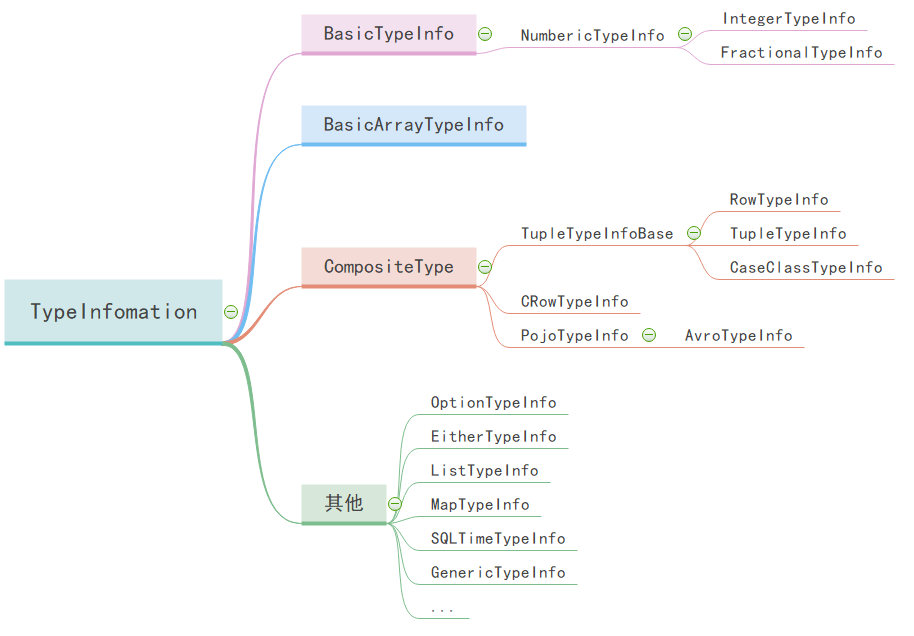 TypeInfomation
BasicTypeInfo
NumbericTypeInfo
IntegerTypeInfo
FractionalTypeInfo
BasicArrayTypeInfo
CompositeType
TupleTypeInfoBase
RowTypeInfo
TupleTypeInfo
CaseClassTypeInfo
CRowTypeInfo
PojoTypeInfo
AvroTypeInfo
其他
OptionTypeInfo
EitherTypeInfo
ListTypeInfo
MapTypeInfo
SQLTimeTypeInfo
GenericTypeInfo
...